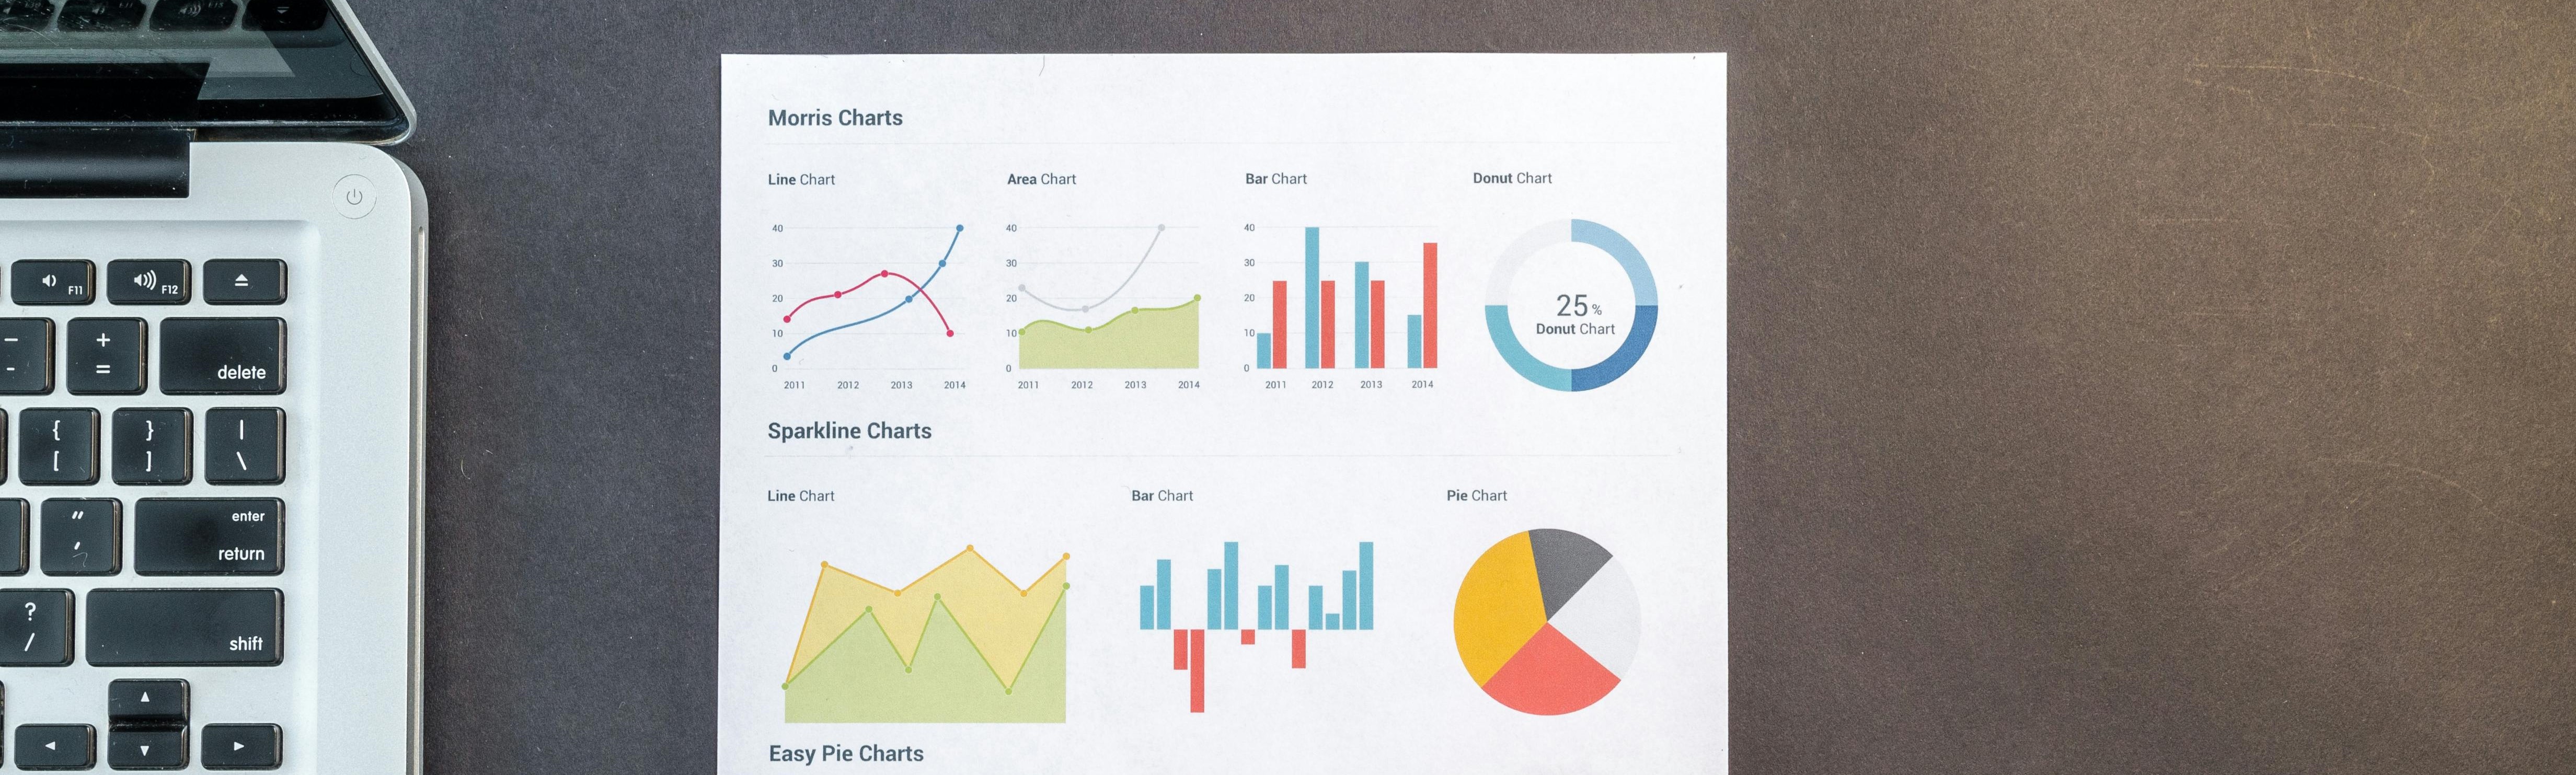 F11
F12
- -
+ =
delete
{ [
} ]
| \
" '
enter
return
? /
shift
Morris Charts
Line Chart
40
30
20
10
0
2011 2012 2013 2014
Area Chart
40
30
20
10
0
2011 2012 2013 2014
Bar Chart
40
30
20
10
0
2011 2012 2013 2014
Donut Chart
25 %
Donut Chart
Sparkline Charts
Line Chart
Bar Chart
Pie Chart
Easy Pie Charts